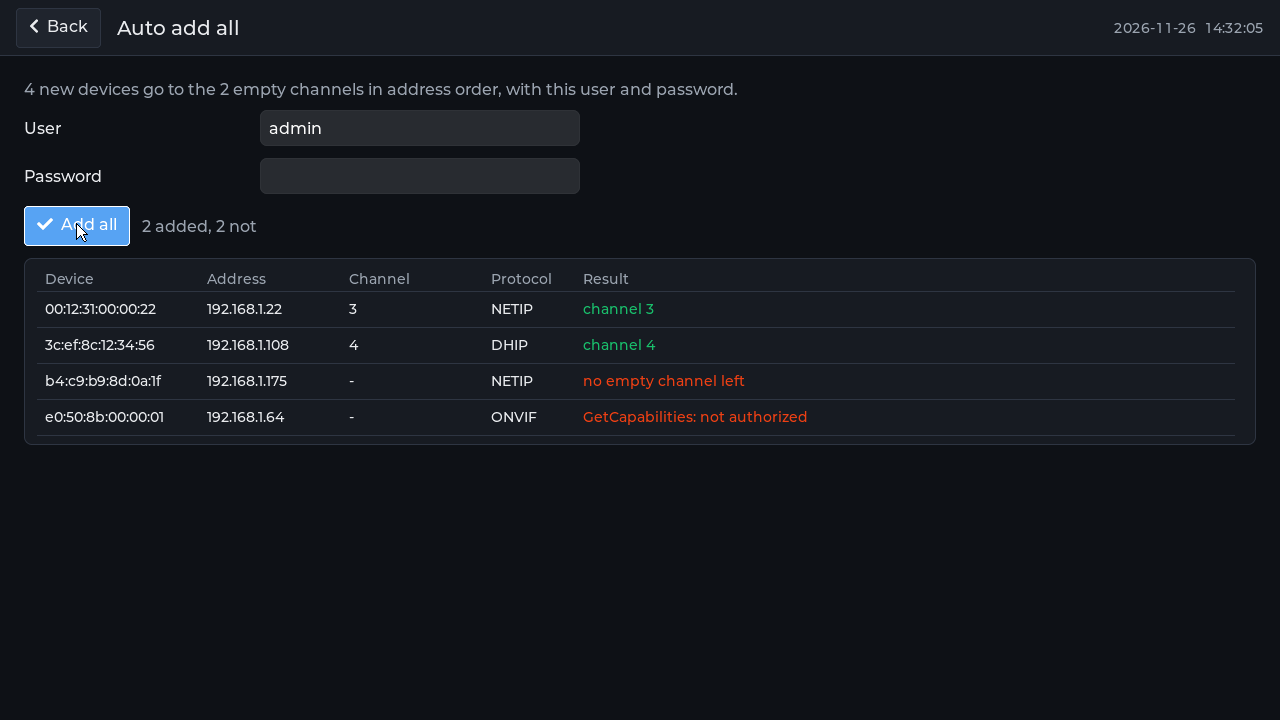 Back Auto add all 2026-11-26 14:32:05
4 new devices go to the 2 empty channels in address order, with this user and password.
User admin
Password
Add all 2 added, 2 not
Device Address Channel Protocol Result
00:12:31:00:00:22 192.168.1.22 3 NETIP channel 3
3c:ef:8c:12:34:56 192.168.1.108 4 DHIP channel 4
b4:c9:b9:8d:0a:1f 192.168.1.175 - NETIP no empty channel left
e0:50:8b:00:00:01 192.168.1.64 - ONVIF GetCapabilities: not authorized